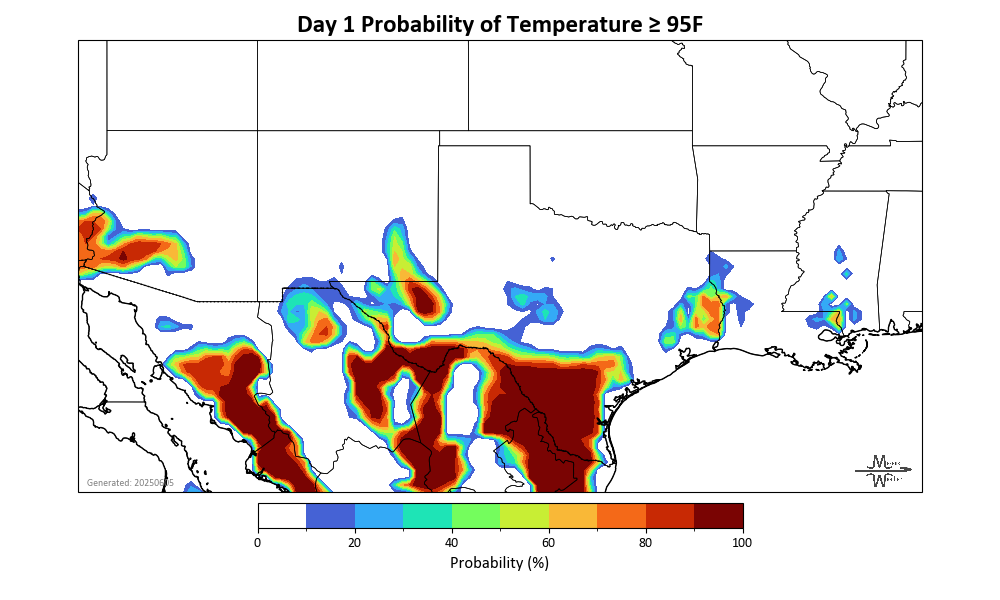 Day 1 Probability of Temperature ≥ 95F
Generated: 20250605
0 20 40 60 80 100
Probability (%)